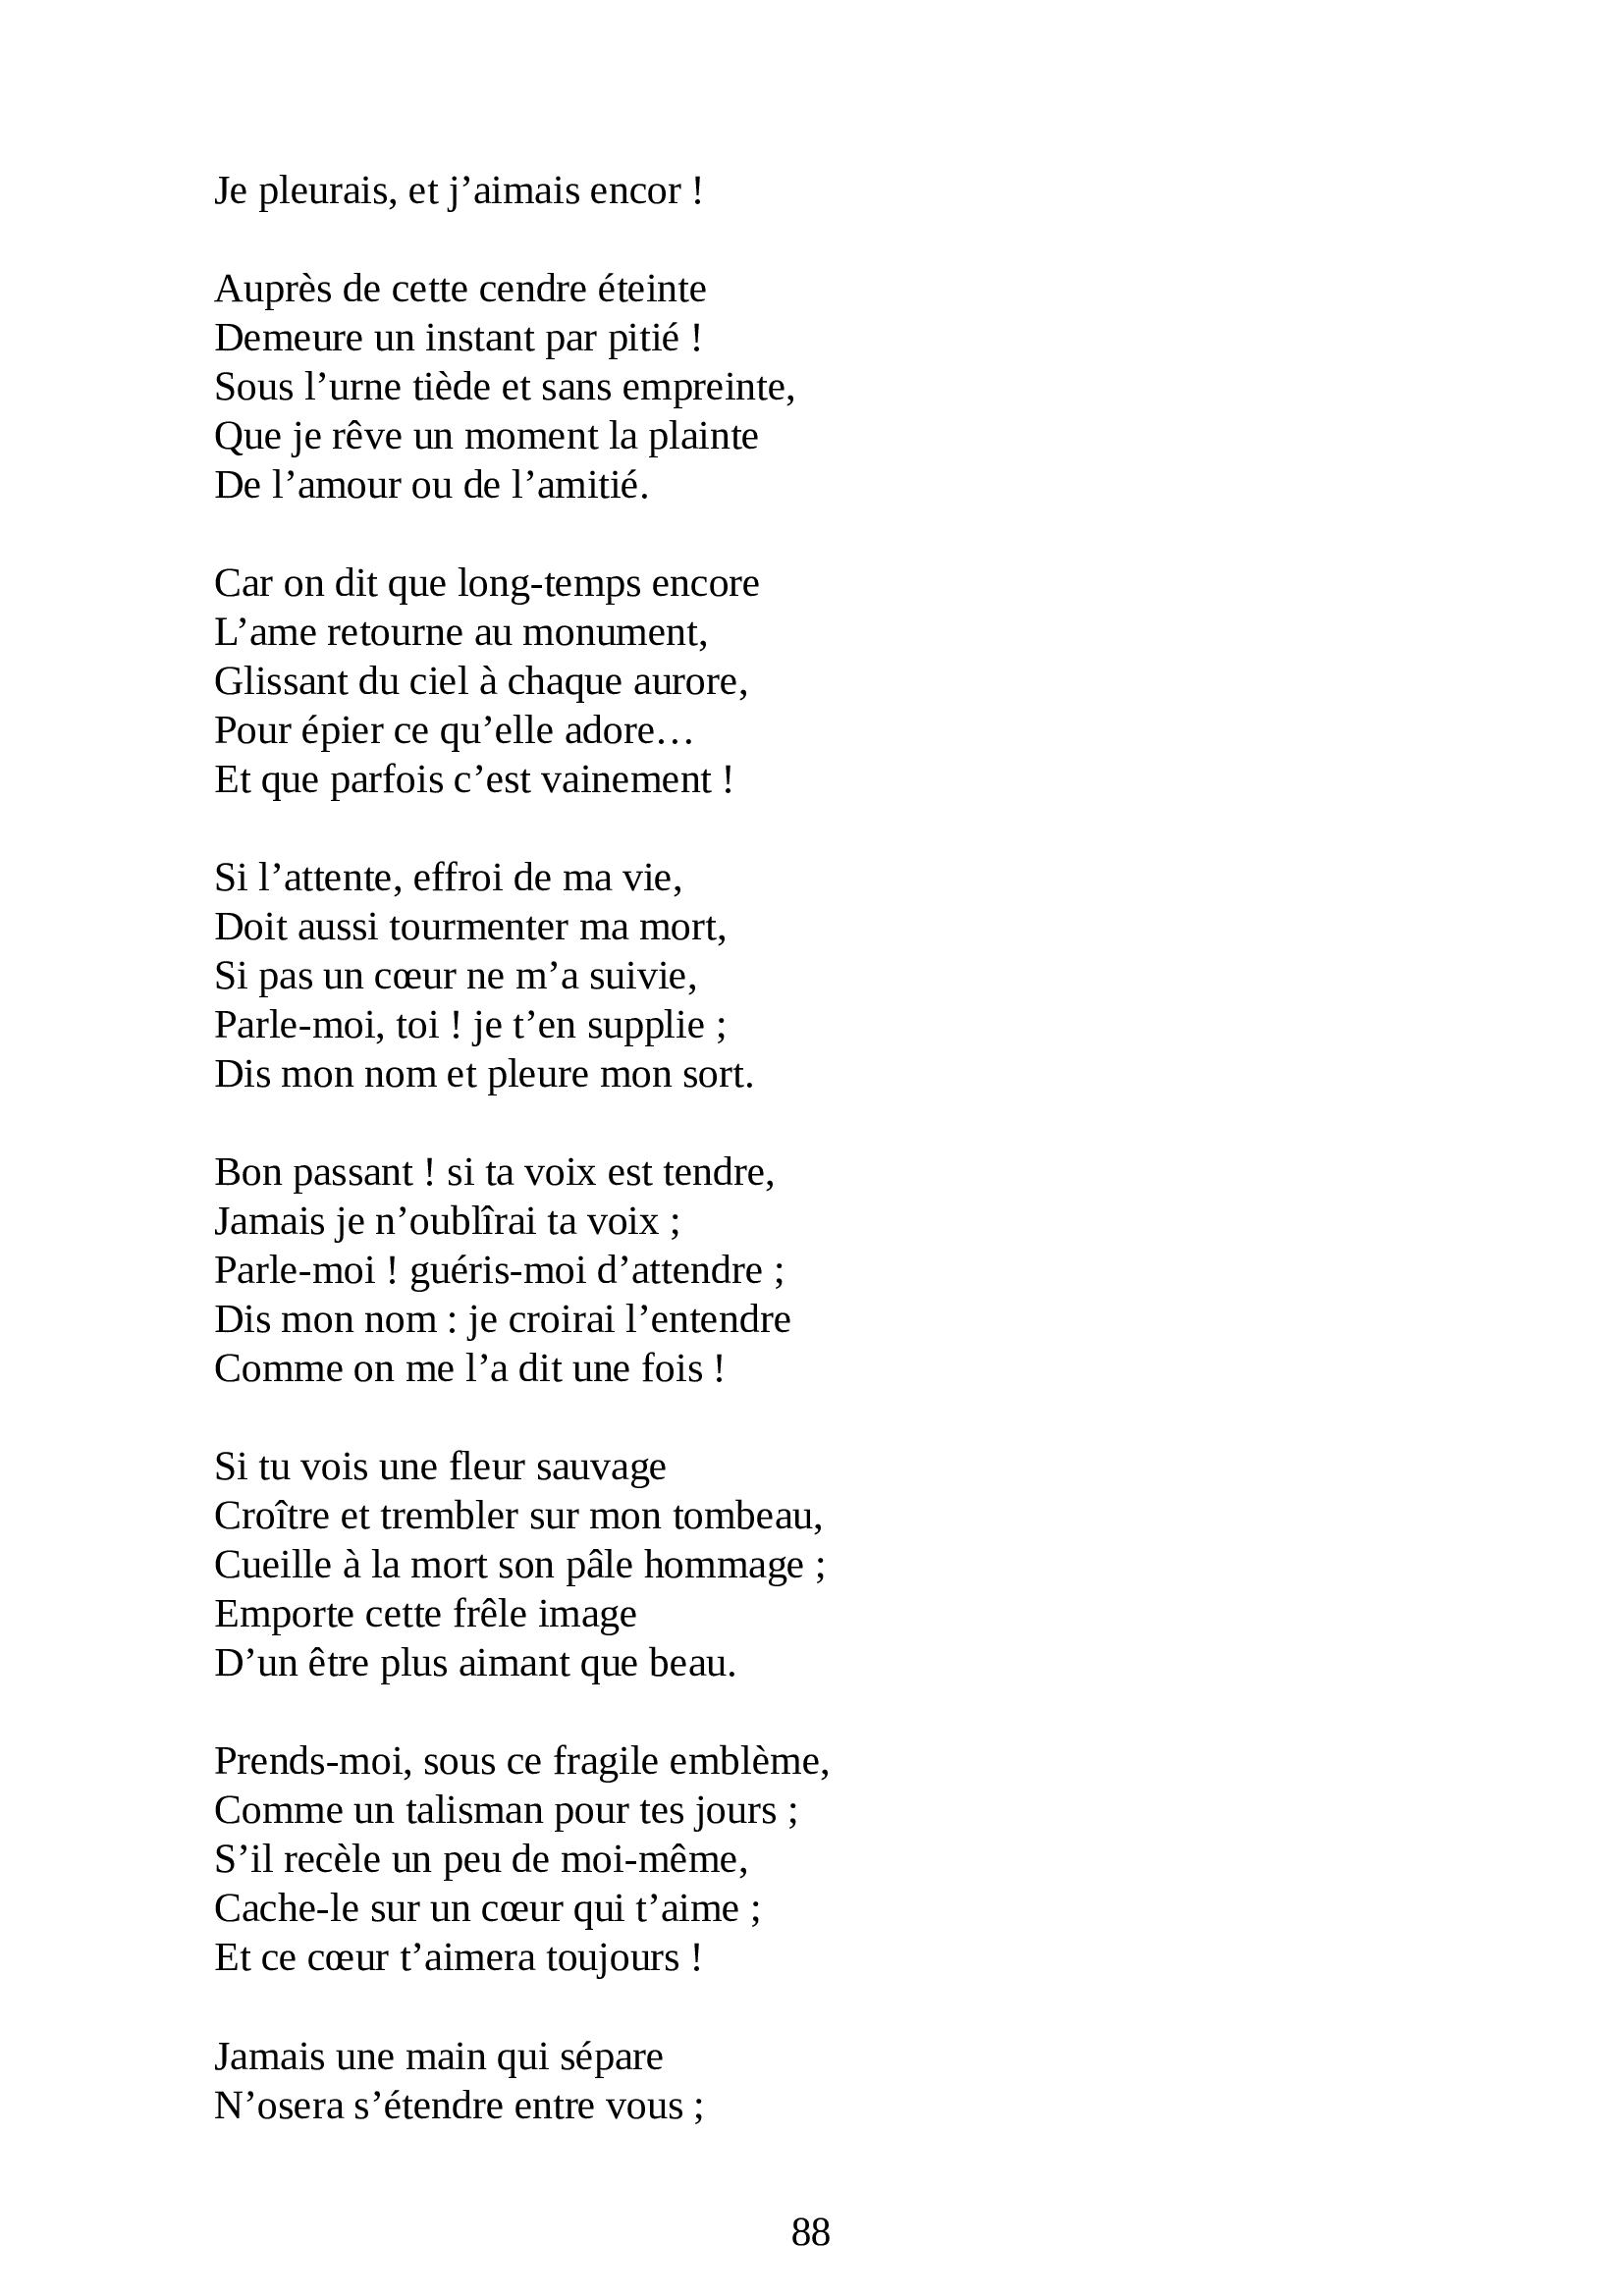 Je pleurais, et j’aimais encor !

Auprès de cette cendre éteinte
Demeure un instant par pitié !
Sous l’urne tiède et sans empreinte,
Que je rêve un moment la plainte
De l’amour ou de l’amitié.

Car on dit que long-temps encore
L’ame retourne au monument,
Glissant du ciel à chaque aurore,
Pour épier ce qu’elle adore…
Et que parfois c’est vainement !

Si l’attente, effroi de ma vie,
Doit aussi tourmenter ma mort,
Si pas un cœur ne m’a suivie,
Parle-moi, toi ! je t’en supplie ;
Dis mon nom et pleure mon sort.

Bon passant ! si ta voix est tendre,
Jamais je n’oublîrai ta voix ;
Parle-moi ! guéris-moi d’attendre ;
Dis mon nom : je croirai l’entendre
Comme on me l’a dit une fois !

Si tu vois une fleur sauvage
Croître et trembler sur mon tombeau,
Cueille à la mort son pâle hommage ;
Emporte cette frêle image
D’un être plus aimant que beau.

Prends-moi, sous ce fragile emblème,
Comme un talisman pour tes jours ;
S’il recèle un peu de moi-même,
Cache-le sur un cœur qui t’aime ;
Et ce cœur t’aimera toujours !

Jamais une main qui sépare
N’osera s’étendre entre vous ;

88